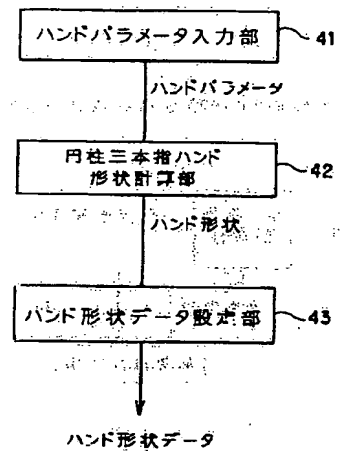 ハンドパラメータ入力部
41
ハンドパラメータ
円柱三本指ハンド
形状計算部
42
ハンド形状
ハンド形状データ設定部
43
ハンド形状データ